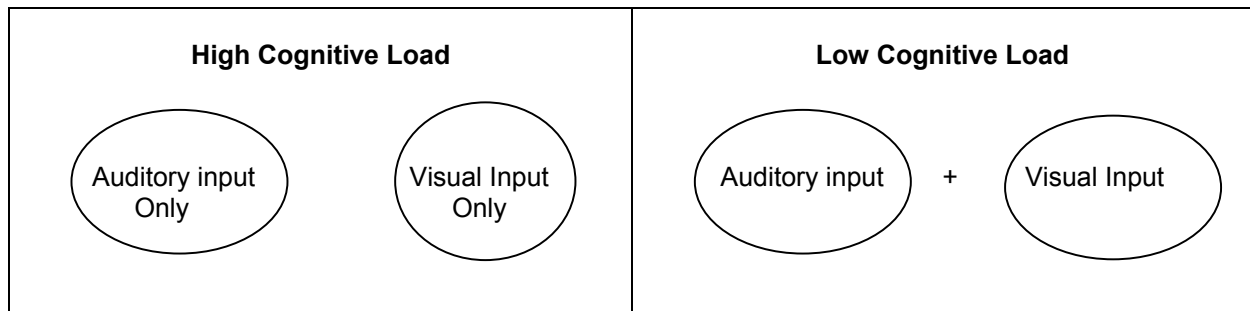 High Cognitive Load
Auditory input
Only
Visual Input
Only
Low Cognitive Load
Auditory input
+
Visual Input